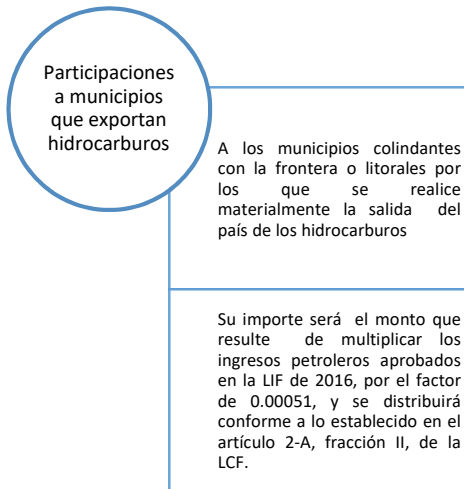 Participaciones
a municipios
que exportan
hidrocarburos
A los municipios colindantes
con la frontera o litorales por
los que se realice
materialmente la salida del
país de los hidrocarburos
Su importe será el monto que
resulte de multiplicar los
ingresos petroleros aprobados
en la LIF de 2016, por el factor
de 0.00051, y se distribuirá
conforme a lo establecido en el
artículo 2-A, fracción II, de la
LCF.